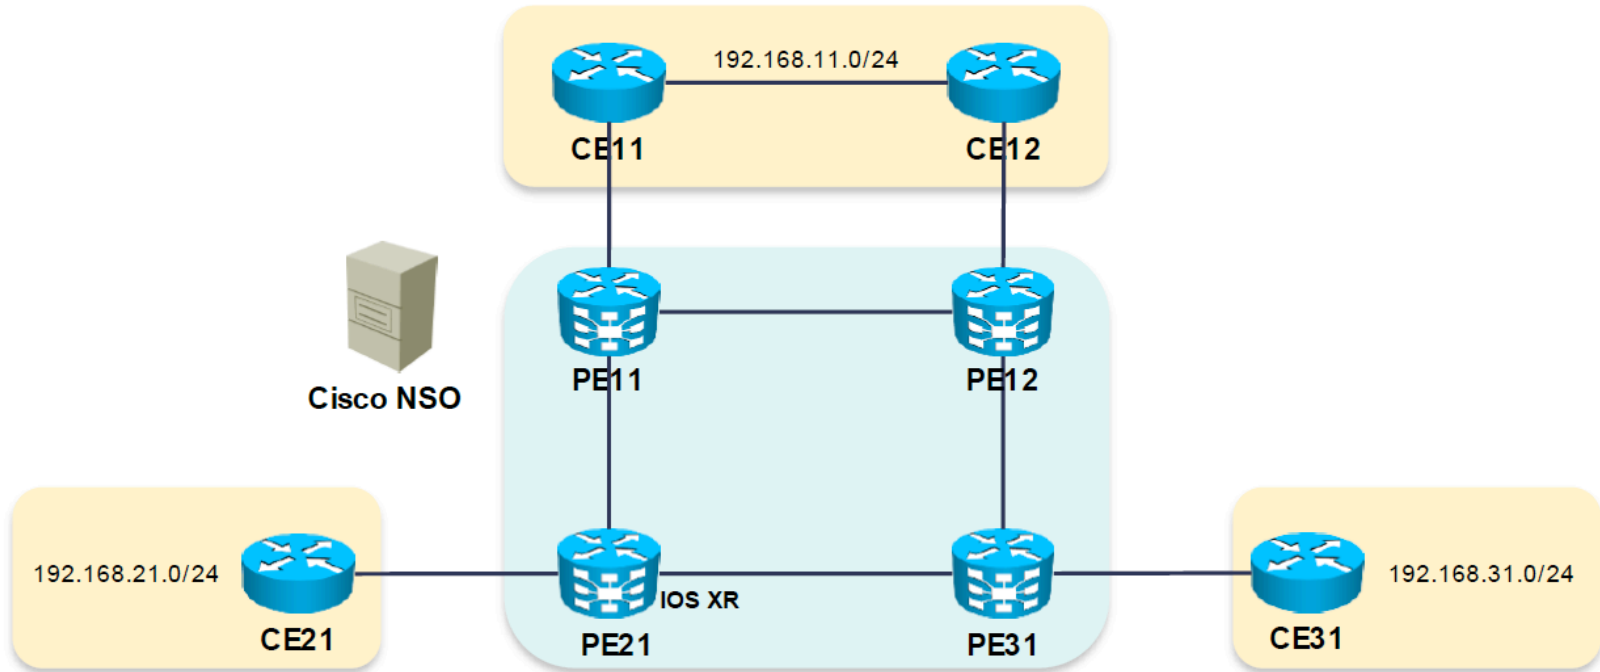 192.168.11.0/24
CE11
CE12
PE11
PE12
Cisco NSO
192.168.21.0/24
CE21
IOS XR
PE21
PE31
192.168.31.0/24
CE31